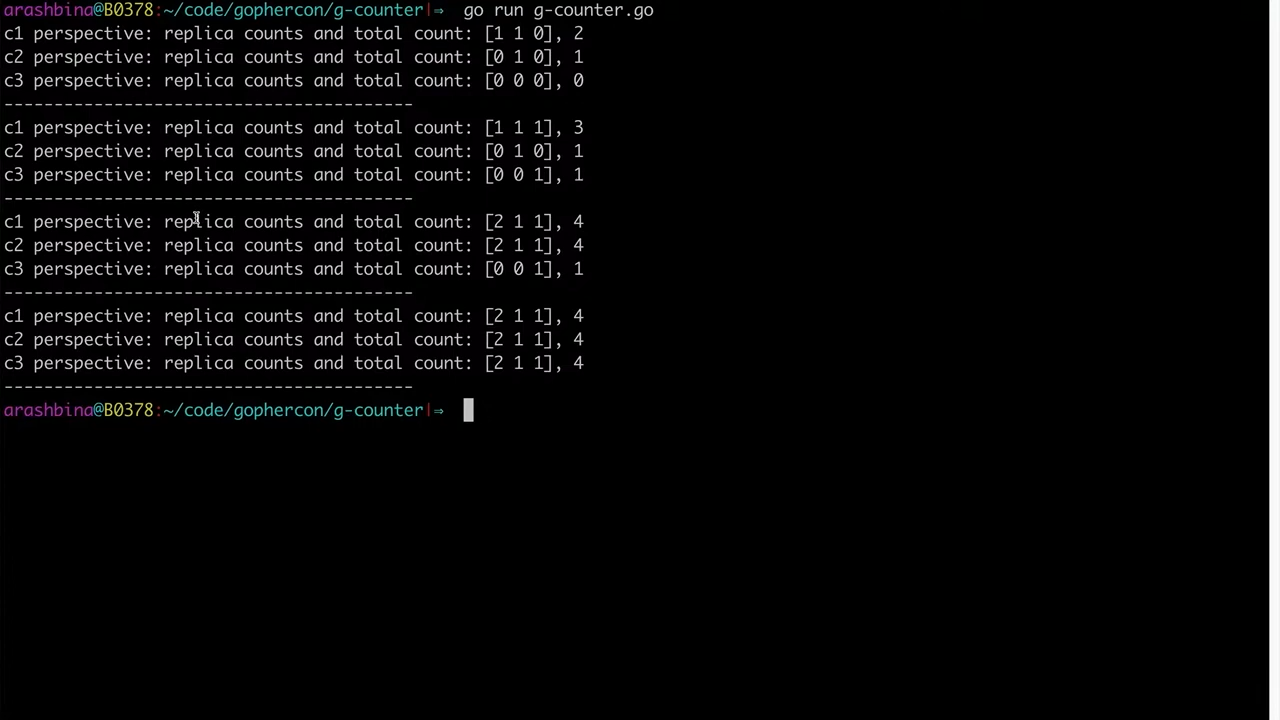 arashbina@B0378:~/code/gophercon/g-counter|⇒  go run g-counter.go
c1 perspective: replica counts and total count: [1 1 0], 2
c2 perspective: replica counts and total count: [0 1 0], 1
c3 perspective: replica counts and total count: [0 0 0], 0
-----------------------------------------
c1 perspective: replica counts and total count: [1 1 1], 3
c2 perspective: replica counts and total count: [0 1 0], 1
c3 perspective: replica counts and total count: [0 0 1], 1
-----------------------------------------
c1 perspective: replica counts and total count: [2 1 1], 4
c2 perspective: replica counts and total count: [2 1 1], 4
c3 perspective: replica counts and total count: [0 0 1], 1
-----------------------------------------
c1 perspective: replica counts and total count: [2 1 1], 4
c2 perspective: replica counts and total count: [2 1 1], 4
c3 perspective: replica counts and total count: [2 1 1], 4
-----------------------------------------
arashbina@B0378:~/code/gophercon/g-counter|⇒